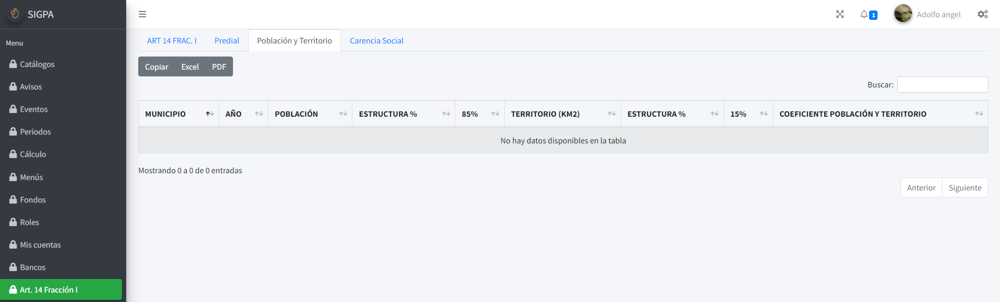 SIGPA
Menu
Catálogos
Avisos
Eventos
Periodos
Cálculo
Menús
Fondos
Roles
Mis cuentas
Bancos
Art. 14 Fracción I
1 Adolfo angel
ART 14 FRAC. I Predial Población y Territorio Carencia Social
Copiar Excel PDF
Buscar:
MUNICIPIO AÑO POBLACIÓN ESTRUCTURA % 85% TERRITORIO (KM2) ESTRUCTURA % 15% COEFICIENTE POBLACIÓN Y TERRITORIO
No hay datos disponibles en la tabla
Mostrando 0 a 0 de 0 entradas
Anterior Siguiente